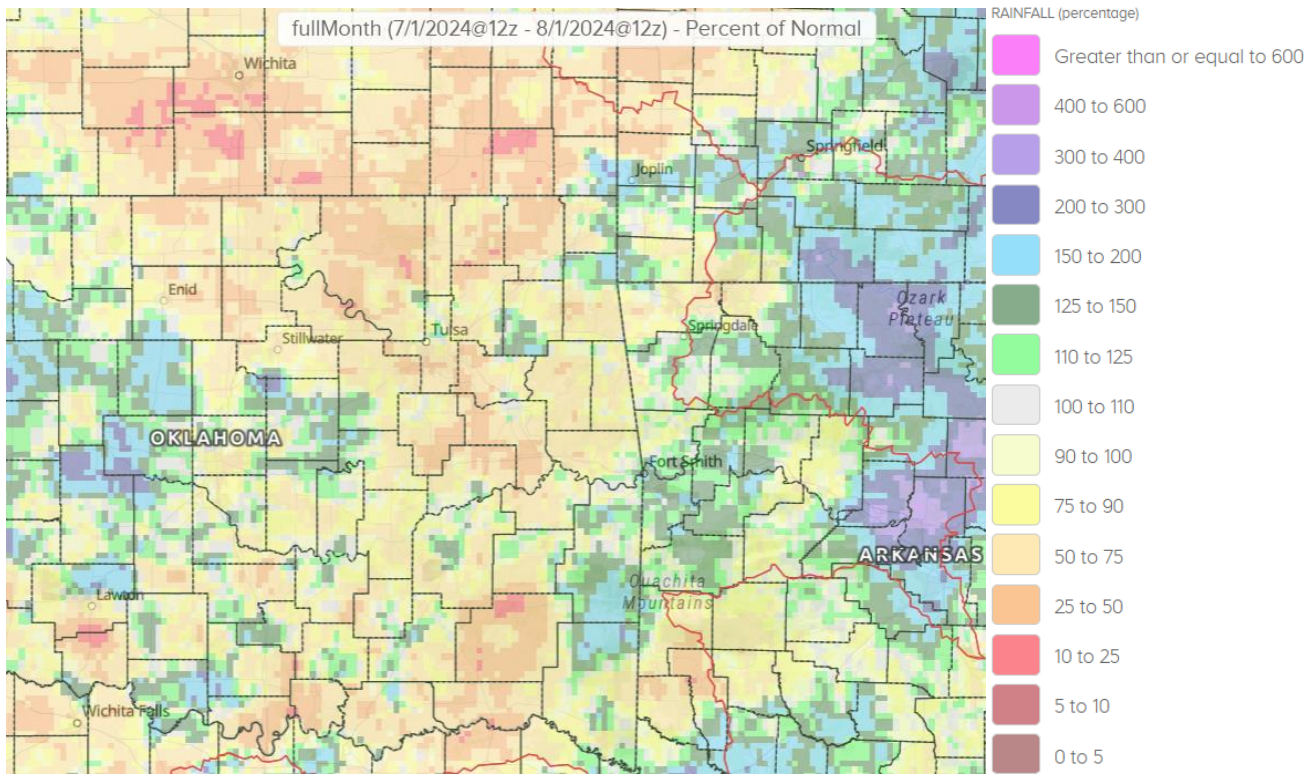 fullMonth (7/1/2024@12z - 8/1/2024@12z) - Percent of Normal
Wichita
Joplin
Springfield
Enid
Stillwater
Tulsa
Springdale
Ozark
Plateau
OKLAHOMA
Fort Smith
ARKANSAS
Ouachita
Mountains
Lawton
Wichita Falls
RAINFALL (percentage)
Greater than or equal to 600
400 to 600
300 to 400
200 to 300
150 to 200
125 to 150
110 to 125
100 to 110
90 to 100
75 to 90
50 to 75
25 to 50
10 to 25
5 to 10
0 to 5